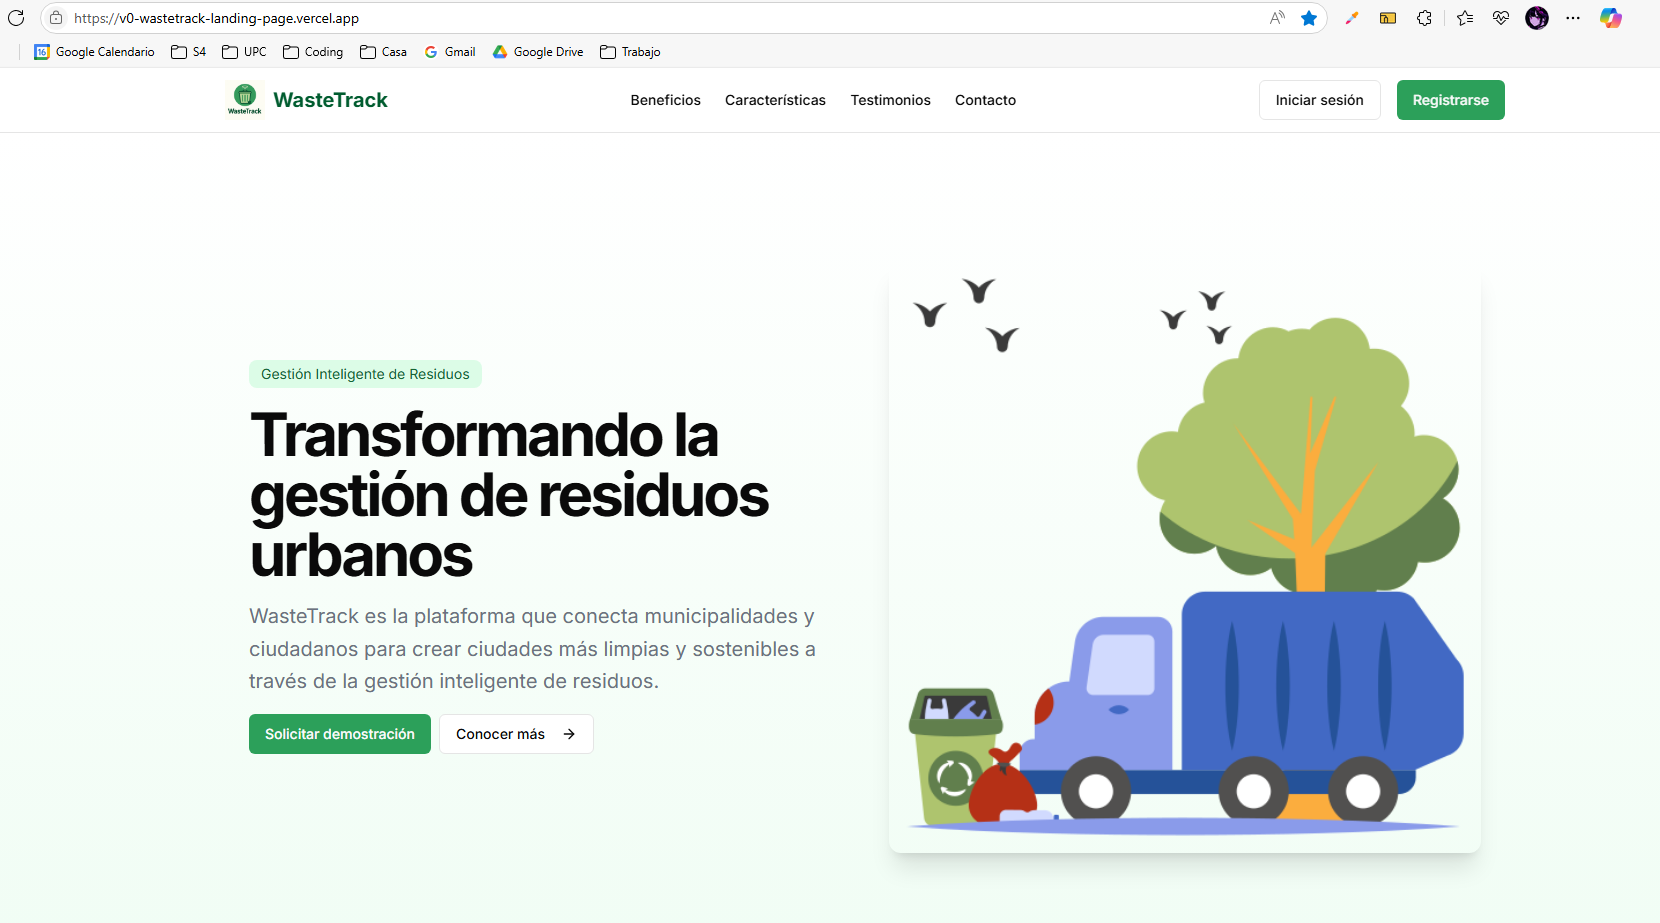 https://v0-wastetrack-landing-page.vercel.app
16 Google Calendario S4 UPC Coding Casa Gmail Google Drive Trabajo
WasteTrack
WasteTrack Beneficios Características Testimonios Contacto Iniciar sesión Registrarse
Gestión Inteligente de Residuos
Transformando la
gestión de residuos
urbanos
WasteTrack es la plataforma que conecta municipalidades y
ciudadanos para crear ciudades más limpias y sostenibles a
través de la gestión inteligente de residuos.
Solicitar demostración Conocer más